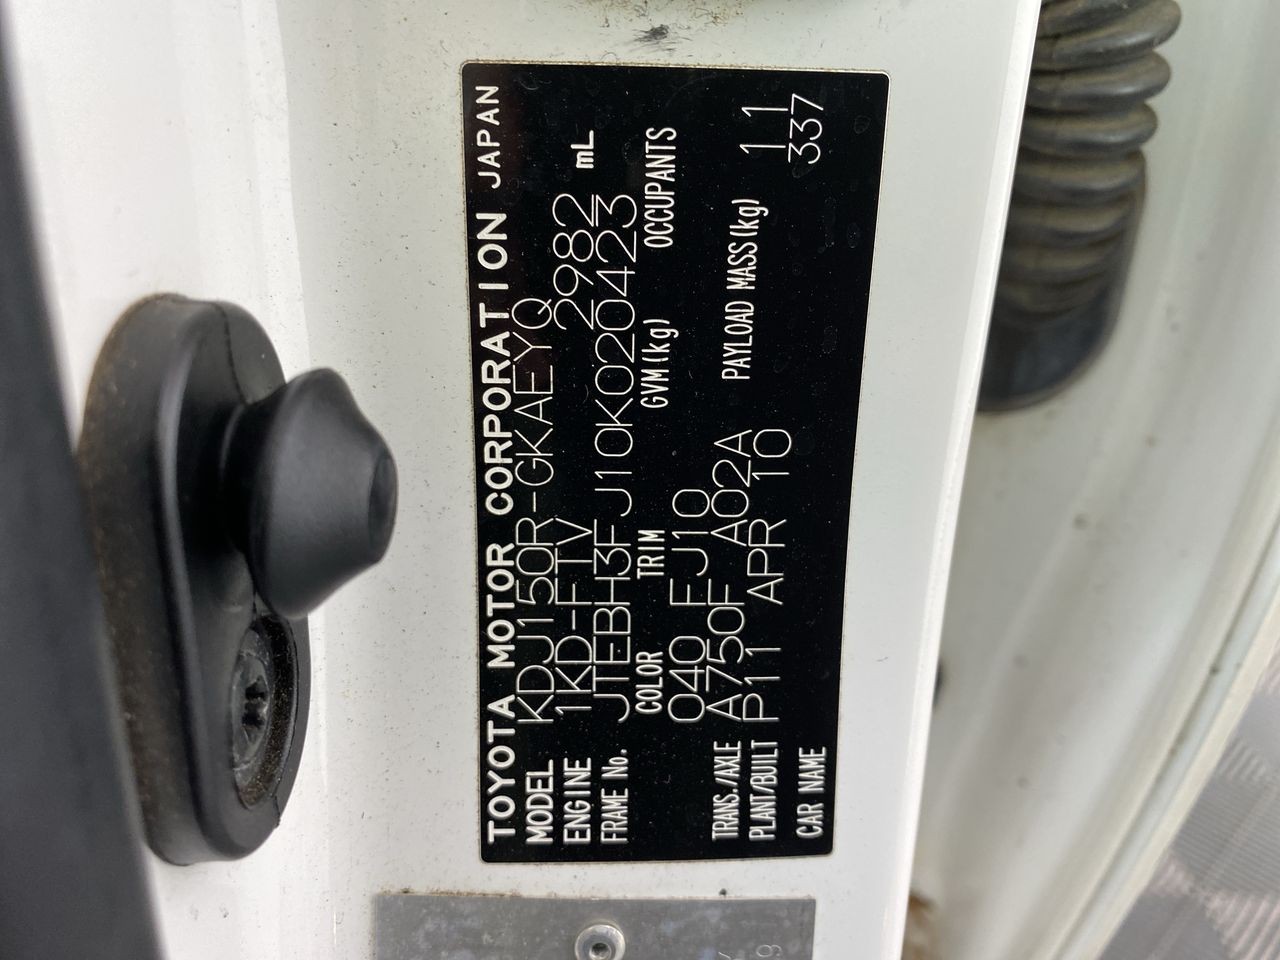 TOYOTA MOTOR CORPORATION JAPAN
MODEL KDJ150R-GKAEYQ
ENGINE 1KD-FTV 2982 mL
FRAME No. JTEBH3FJ10K020423
COLOR TRIM GVM(kg) OCCUPANTS
040 FJ10
TRANS./AXLE A750F A02A PAYLOAD MASS(kg) 11
PLANT/BUILT P11 APR 10 337
CAR NAME